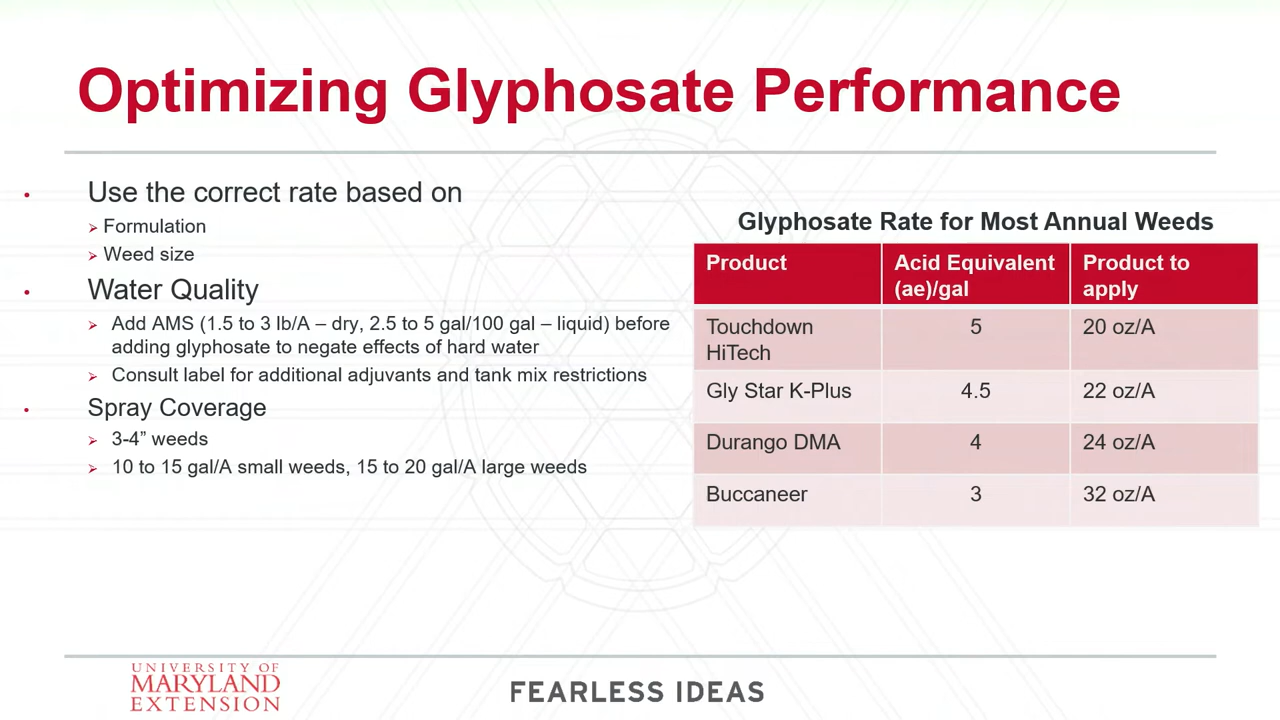 Optimizing Glyphosate Performance
• Use the correct rate based on
➢ Formulation
➢ Weed size
• Water Quality
➢ Add AMS (1.5 to 3 lb/A – dry, 2.5 to 5 gal/100 gal – liquid) before
adding glyphosate to negate effects of hard water
➢ Consult label for additional adjuvants and tank mix restrictions
• Spray Coverage
➢ 3-4” weeds
➢ 10 to 15 gal/A small weeds, 15 to 20 gal/A large weeds
Glyphosate Rate for Most Annual Weeds
Product Acid Equivalent (ae)/gal Product to apply
Touchdown HiTech 5 20 oz/A
Gly Star K-Plus 4.5 22 oz/A
Durango DMA 4 24 oz/A
Buccaneer 3 32 oz/A
UNIVERSITY OF
MARYLAND
EXTENSION
FEARLESS IDEAS